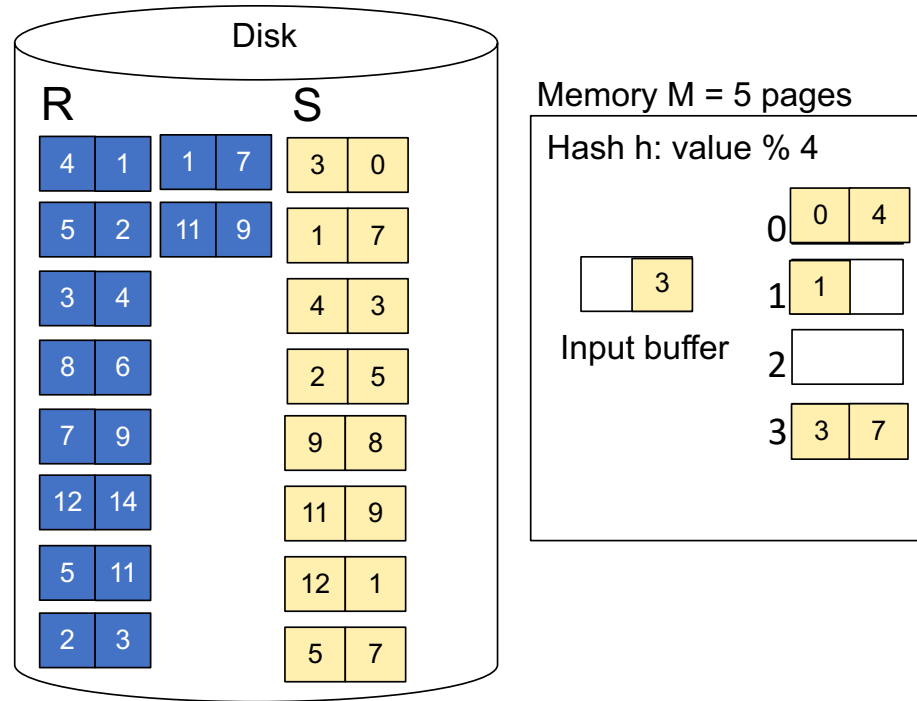 Disk
R
S
4 1
1 7
3 0
5 2
11 9
1 7
3 4
4 3
8 6
2 5
7 9
9 8
12 14
11 9
5 11
12 1
2 3
5 7
Memory M = 5 pages
Hash h: value % 4
0 0 4
3
1 1
Input buffer
2
3 3 7